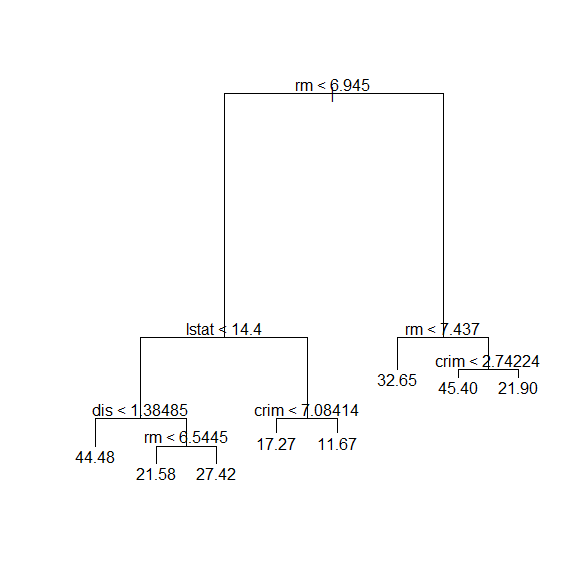 rm < 6.945
lstat < 14.4
rm < 7.437
crim < 2.74224
32.65
45.40
21.90
dis < 1.38485
crim < 7.08414
rm < 6.5445
17.27
11.67
44.48
21.58
27.42